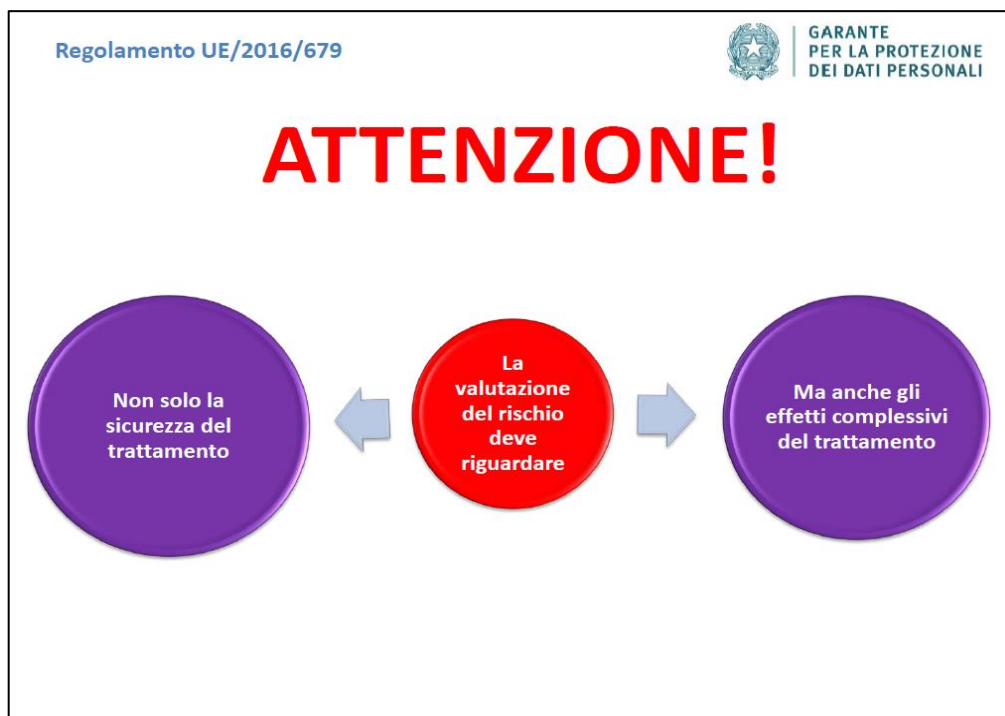 Regolamento UE/2016/679
GARANTE
PER LA PROTEZIONE
DEI DATI PERSONALI
ATTENZIONE!
Non solo la
sicurezza del
trattamento
La
valutazione
del rischio
deve
riguardare
Ma anche gli
effetti complessivi
del trattamento